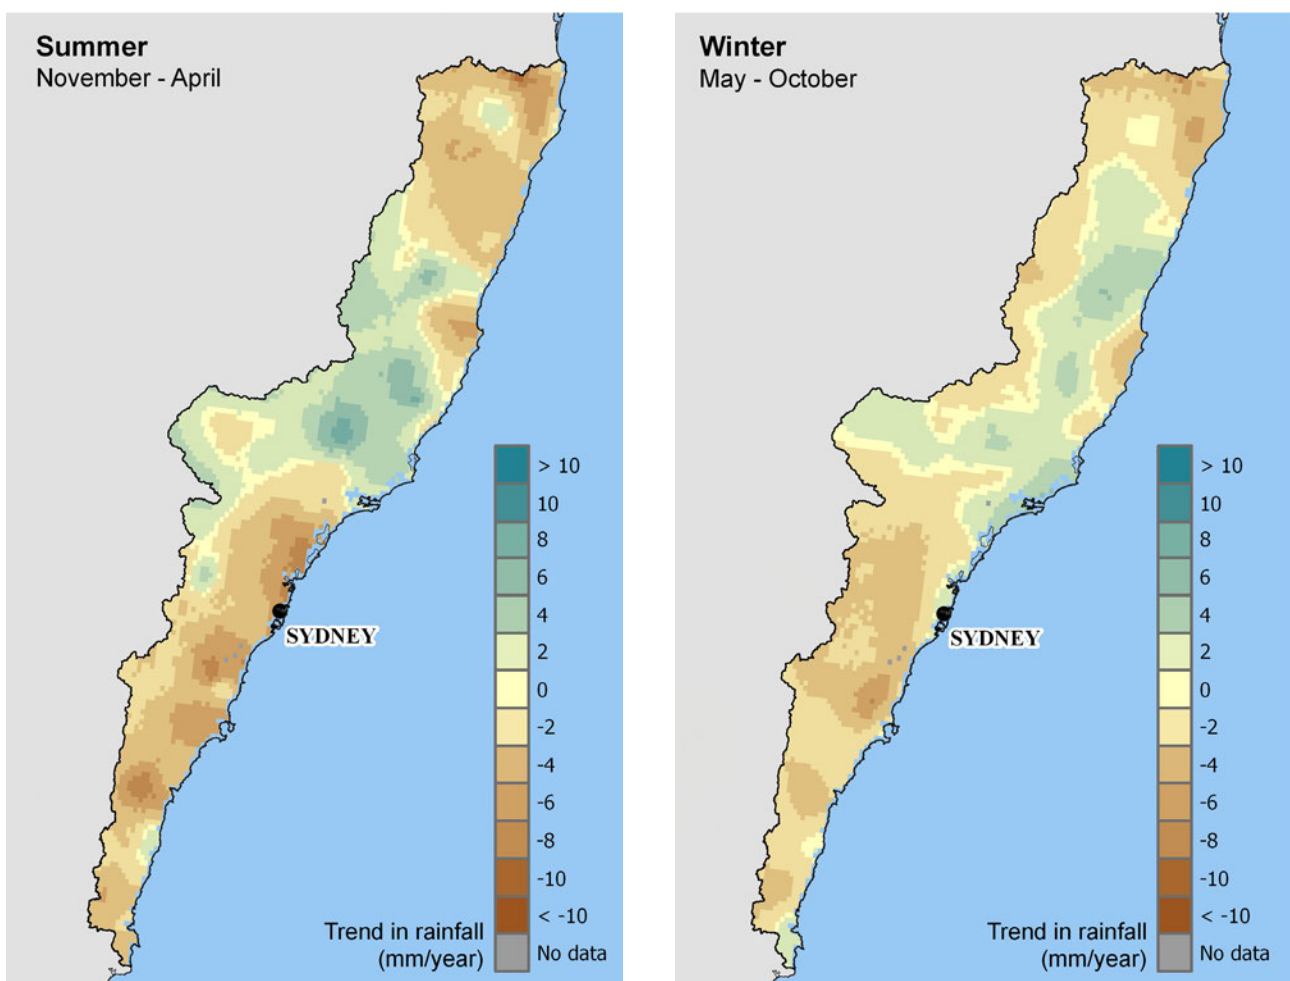 Summer
November - April
SYDNEY
> 10
10
8
6
4
2
0
-2
-4
-6
-8
-10
< -10
No data
Trend in rainfall
(mm/year)
Winter
May - October
SYDNEY
> 10
10
8
6
4
2
0
-2
-4
-6
-8
-10
< -10
No data
Trend in rainfall
(mm/year)